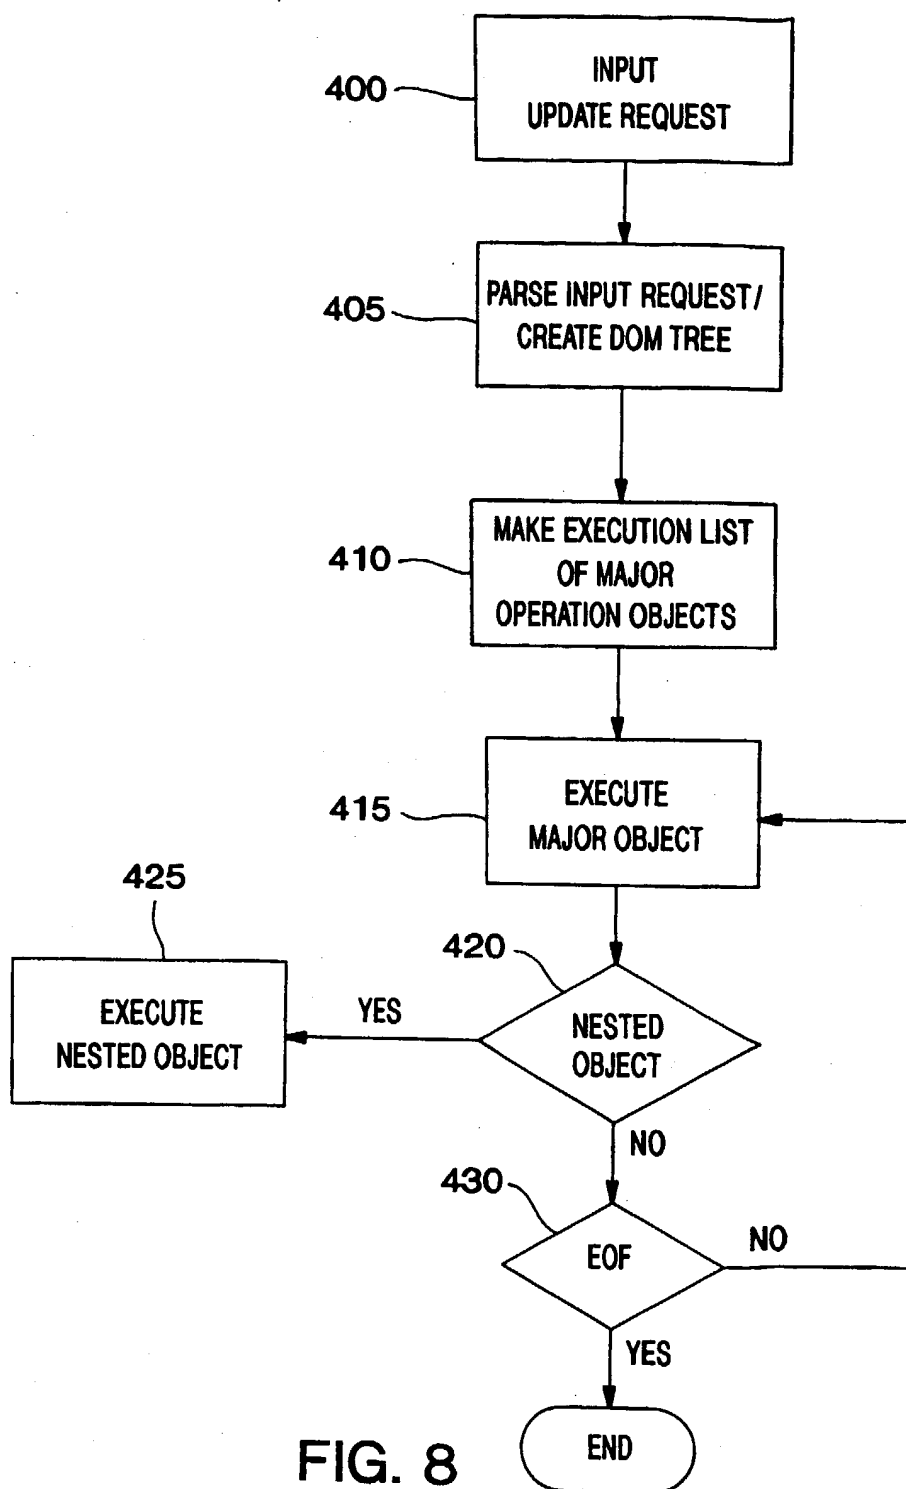 INPUT
UPDATE REQUEST
400
PARSE INPUT REQUEST/
CREATE DOM TREE
405
MAKE EXECUTION LIST
OF MAJOR
OPERATION OBJECTS
410
EXECUTE
MAJOR OBJECT
415
425
420
EXECUTE
NESTED OBJECT
YES
NESTED
OBJECT
NO
430
EOF
NO
YES
END
FIG. 8